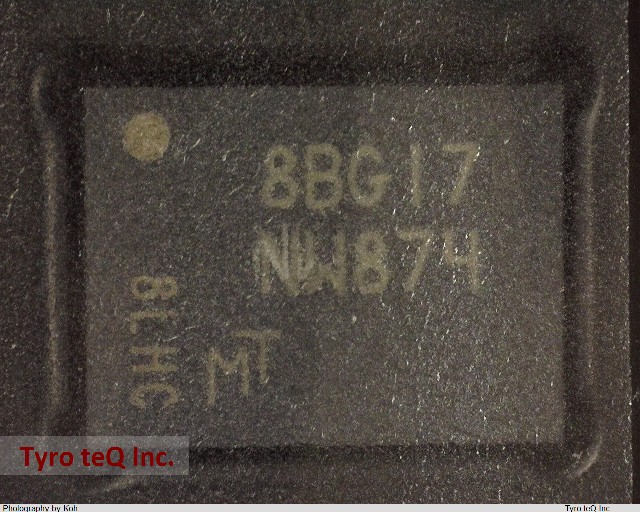 8BG17
NW874
8LHC
MT
Tyro teQ Inc.
Photography by Koh
Tyro teQ Inc.